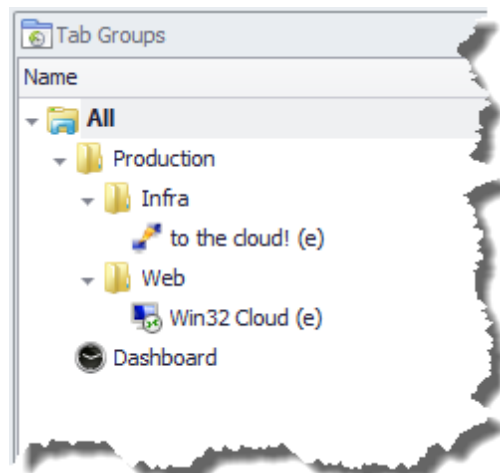 Tab Groups
Name
All
Production
Infra
to the cloud! (e)
Web
Win32 Cloud (e)
Dashboard